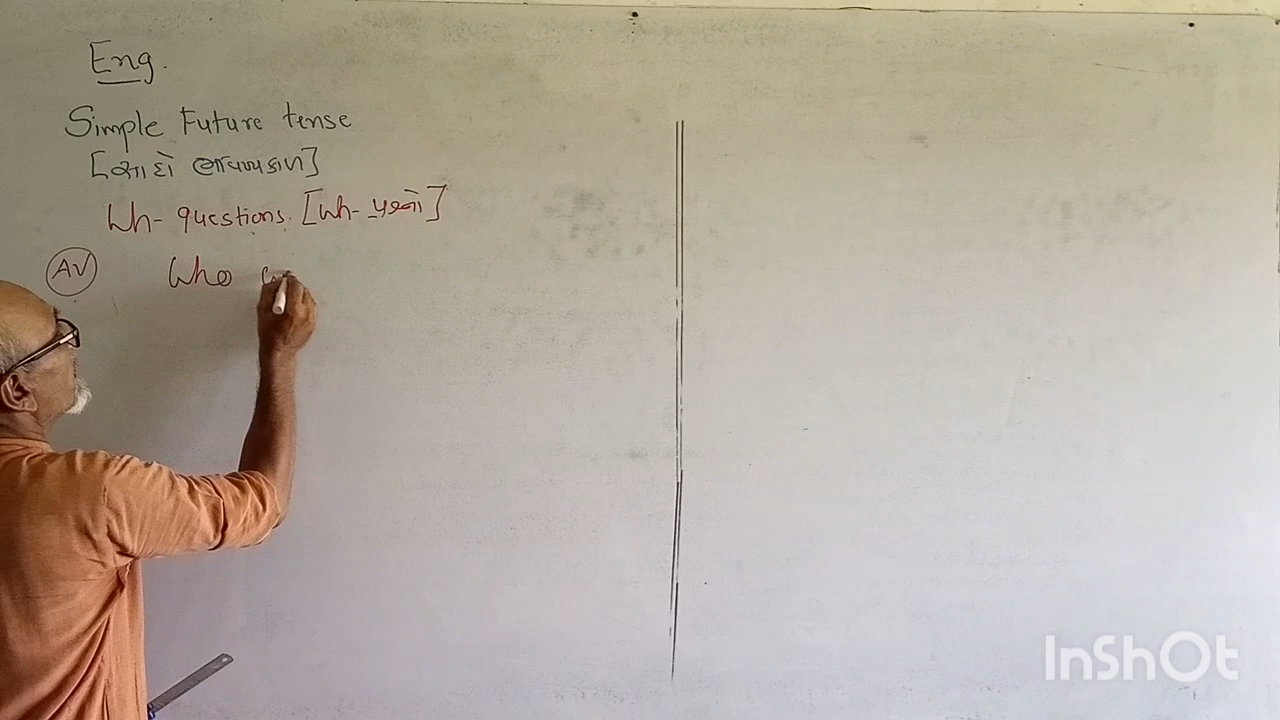 Eng.
Simple Future tense
[સાદો ભવિષ્યકાળ]
Wh- questions. [Wh- પ્રશ્નો]
AV Who w
InShOt